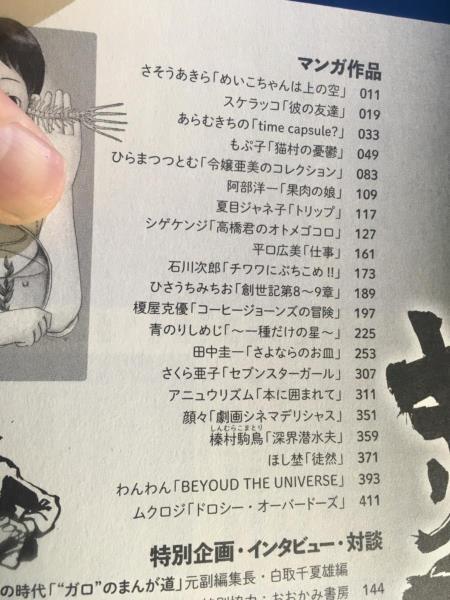 マンガ作品
さそうあきら「めいこちゃんは上の空」 011
スケラッコ「彼の友達」 019
あらむきちの「time capsule?」 033
もぷ子「猫村の憂鬱」 049
ひらまつつとむ「令嬢亜美のコレクション」 083
阿部洋一「果肉の娘」 109
夏目ジャネ子「トリップ」 117
シゲケンジ「高橋君のオトメゴコロ」 127
平口広美「仕事」 161
石川次郎「チワワにぶちこめ!!」 173
ひさうちみちお「創世記第8〜9章」 189
榎屋克優「コーヒージョーンズの冒険」 197
青のりしめじ「〜一種だけの星〜」 225
田中圭一「さよならのお皿」 253
さくら亜子「セブンスターガール」 307
アニュウリズム「本に囲まれて」 311
顔々「劇画シネマデリシャス」 351
しんむらこまとり
榛村駒鳥「深界潜水夫」 359
ほし埜「徒然」 371
わんわん「BEYOUD THE UNIVERSE」 393
ムクロジ「ドロシー・オーバードーズ」 411
特別企画・インタビュー・対談
の時代「“ガロ”のまんが道」元副編集長・白取千夏雄編
特別協力：おおかみ書房 144